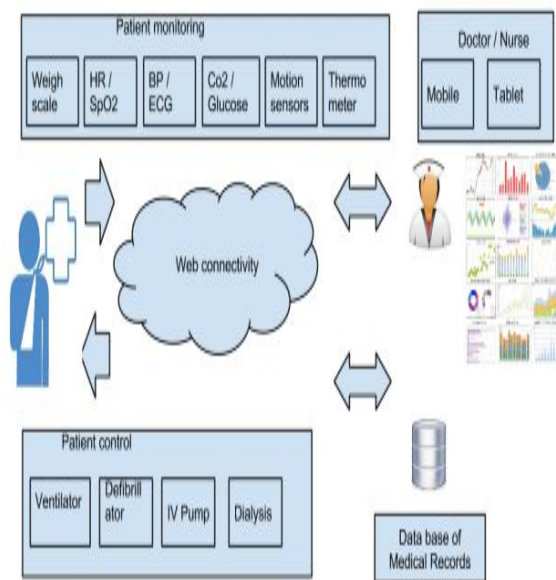 Patient monitoring
Weigh
scale
HR /
SpO2
BP /
ECG
Co2 /
Glucose
Motion
sensors
Thermo
meter
Doctor / Nurse
Mobile
Tablet
Web connectivity
Patient control
Ventilator
Defibrill
ator
IV Pump
Dialysis
Data base of
Medical Records